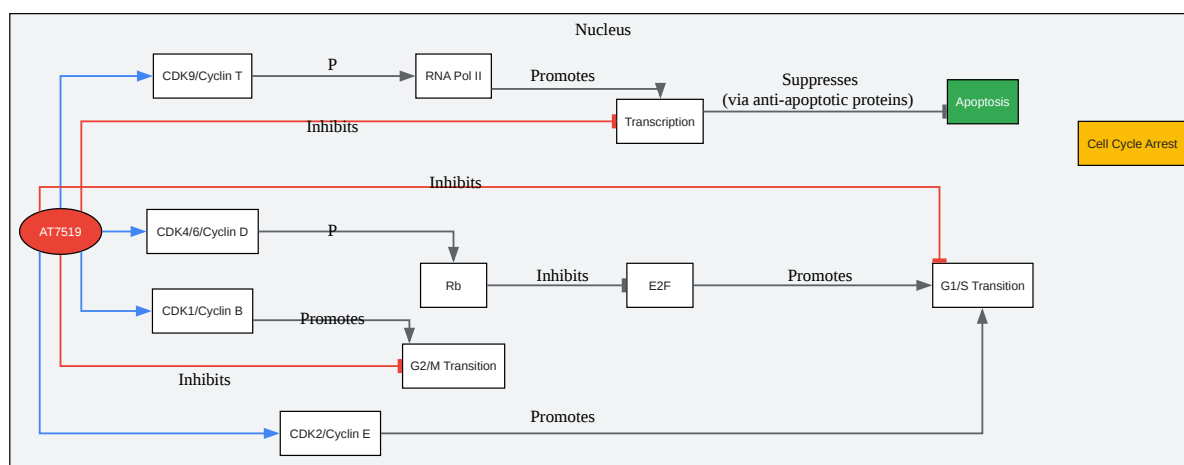 Nucleus
CDK9/Cyclin T
P
RNA Pol II
Promotes
Suppresses
(via anti-apoptotic proteins)
Apoptosis
Inhibits
Transcription
Cell Cycle Arrest
Inhibits
AT7519
CDK4/6/Cyclin D
P
Rb
Inhibits
E2F
Promotes
G1/S Transition
CDK1/Cyclin B
Promotes
G2/M Transition
Inhibits
CDK2/Cyclin E
Promotes